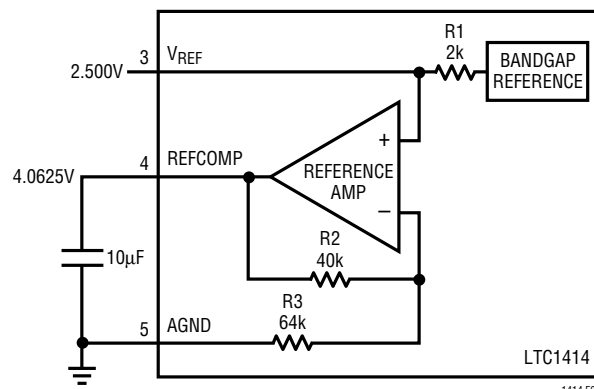 R1
2k
BANDGAP
REFERENCE
3
VREF
2.500V
+
4
REFCOMP
REFERENCE
AMP
4.0625V
–
R2
40k
10µF
R3
64k
5
AGND
LTC1414